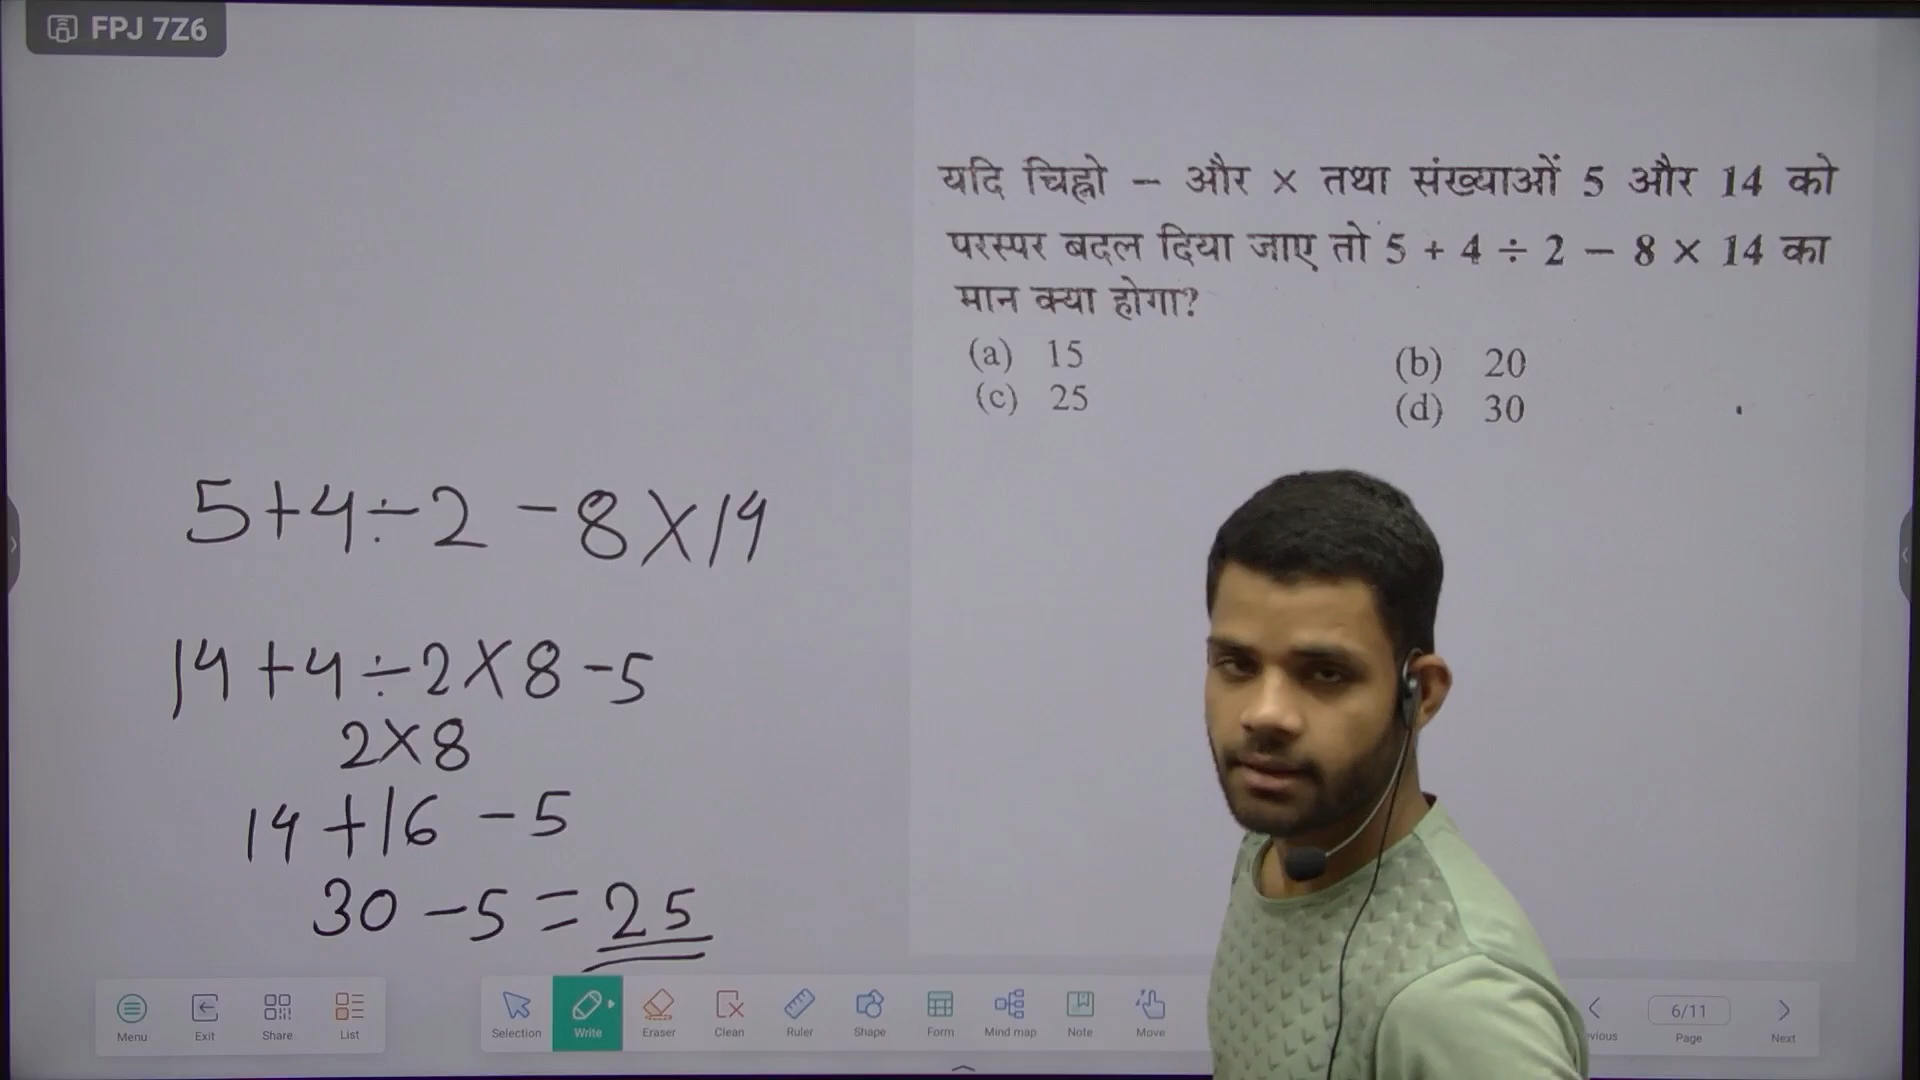 FPJ 7Z6
यदि चिह्नो – और × तथा संख्याओं 5 और 14 को
परस्पर बदल दिया जाए तो 5 + 4 ÷ 2 – 8 × 14 का
मान क्या होगा?
(a) 15 (b) 20
(c) 25 (d) 30
5+4÷2-8×14
14+4÷2×8-5
2×8
14+16-5
30-5=25
Menu Exit Share List Selection Write Eraser Clean Ruler Shape Form Mind map Note Move 6/11 Page Next